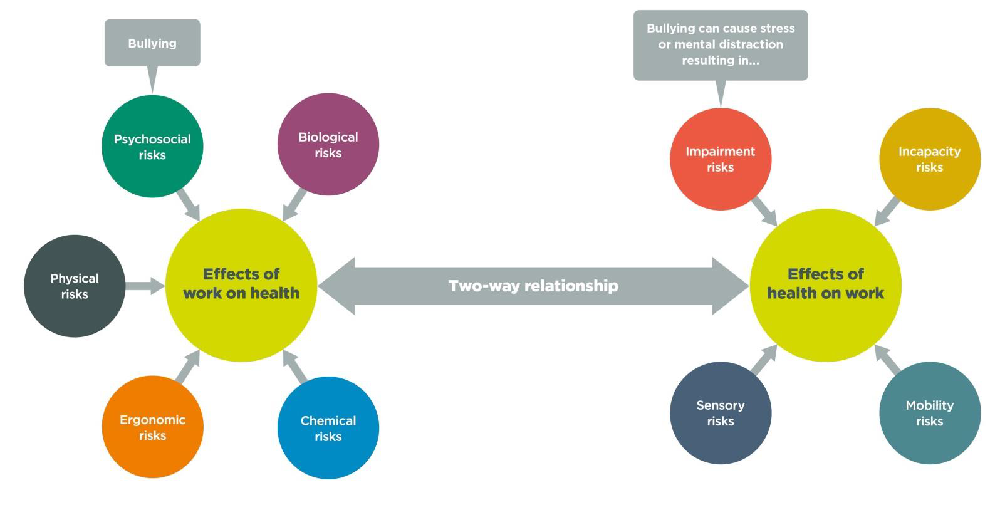 Bullying
Bullying can cause stress
or mental distraction
resulting in...
Psychosocial
risks
Biological
risks
Impairment
risks
Incapacity
risks
Physical
risks
Effects of
work on health
Two-way relationship
Effects of
health on work
Ergonomic
risks
Chemical
risks
Sensory
risks
Mobility
risks